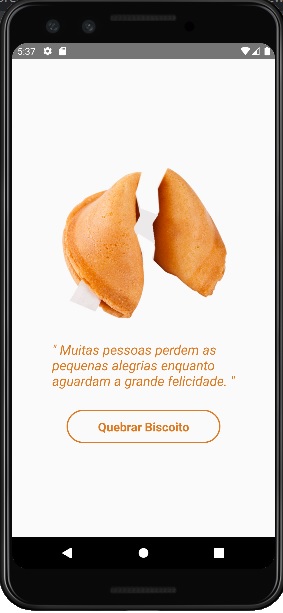 5:37
" Muitas pessoas perdem as
pequenas alegrias enquanto
aguardam a grande felicidade. "
Quebrar Biscoito